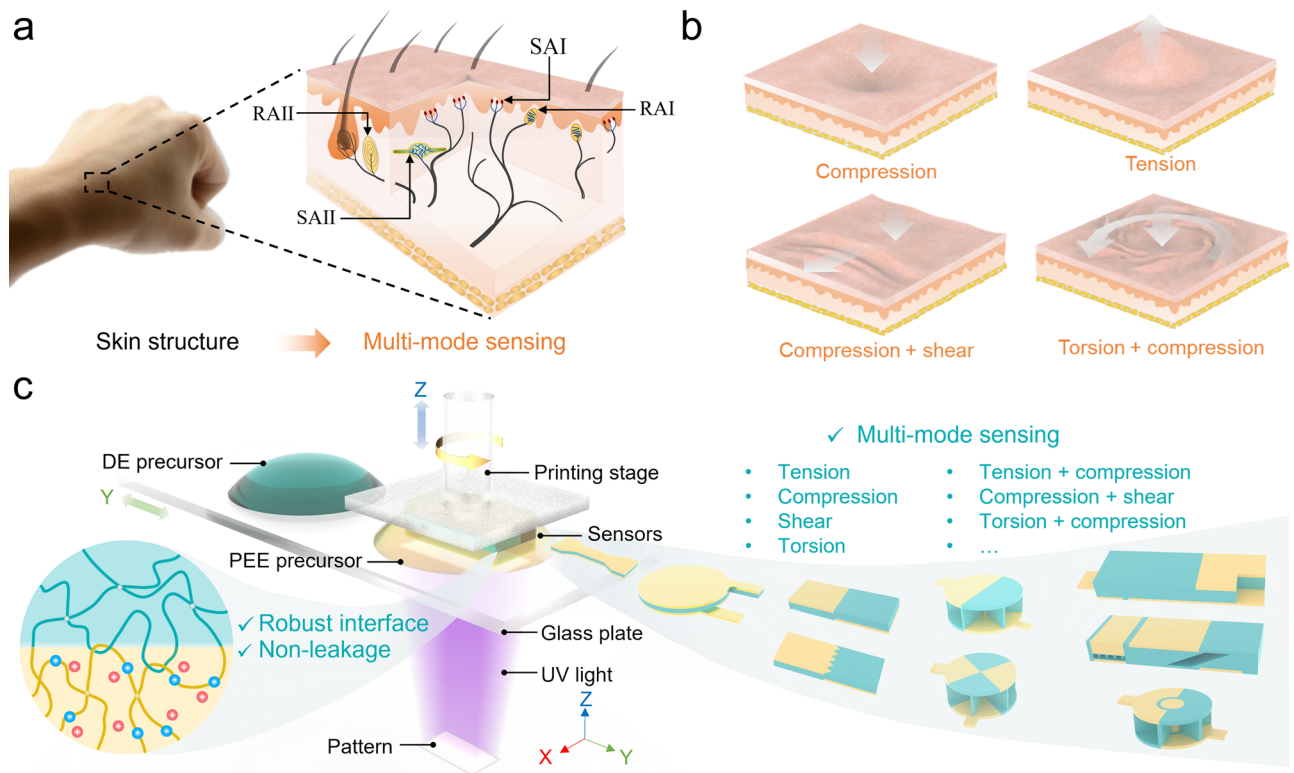 a
SAI
RAII
RAI
SAII
Skin structure
Multi-mode sensing
b
Compression
Tension
Compression + shear
Torsion + compression
c
Z
DE precursor
Printing stage
Y
Sensors
PEE precursor
✓ Robust interface
✓ Non-leakage
Glass plate
UV light
Pattern
Z
X
Y
✓ Multi-mode sensing
• Tension
• Compression
• Shear
• Torsion
• Tension + compression
• Compression + shear
• Torsion + compression
• ...
+
+
+
+
+
+
+
+